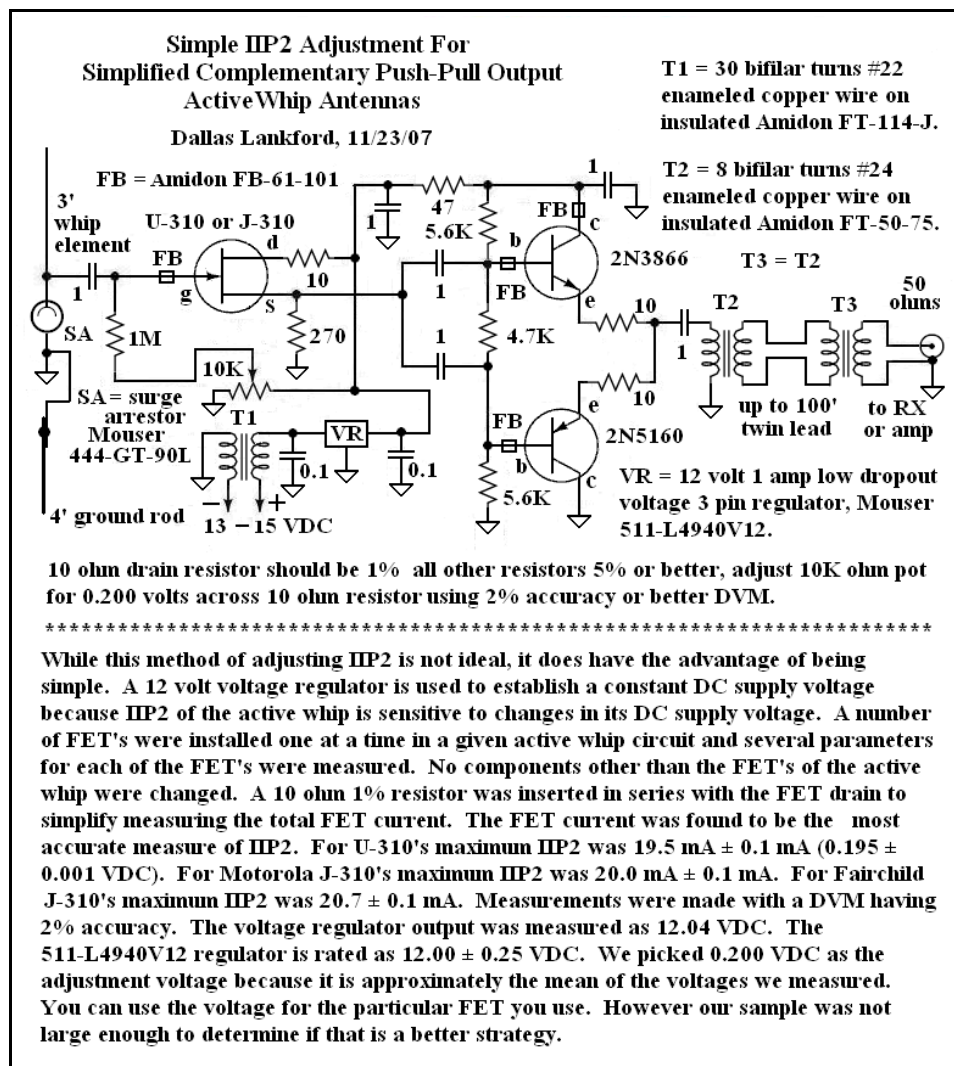 Simple IIP2 Adjustment For
Simplified Complementary Push-Pull Output
ActiveWhip Antennas
Dallas Lankford, 11/23/07
T1 = 30 bifilar turns #22
enameled copper wire on
insulated Amidon FT-114-J.
T2 = 8 bifilar turns #24
enameled copper wire on
insulated Amidon FT-50-75.
T3 = T2
FB = Amidon FB-61-101
3'
whip
element
U-310 or J-310
1
FB
g
d
s
10
1
47
5.6K
1
FB
c
b
FB
2N3866
e
10
SA
1M
270
1
1
4.7K
10K
SA = surge
arrestor
Mouser
444-GT-90L
T1
VR
0.1
0.1
− +
13 – 15 VDC
4' ground rod
FB
b
5.6K
e
10
2N5160
c
1
T2
T3
50
ohms
up to 100'
twin lead
to RX
or amp
VR = 12 volt 1 amp low dropout
voltage 3 pin regulator, Mouser
511-L4940V12.
10 ohm drain resistor should be 1% all other resistors 5% or better, adjust 10K ohm pot
for 0.200 volts across 10 ohm resistor using 2% accuracy or better DVM.
*****************************************************************************
While this method of adjusting IIP2 is not ideal, it does have the advantage of being
simple. A 12 volt voltage regulator is used to establish a constant DC supply voltage
because IIP2 of the active whip is sensitive to changes in its DC supply voltage. A number
of FET's were installed one at a time in a given active whip circuit and several parameters
for each of the FET's were measured. No components other than the FET's of the active
whip were changed. A 10 ohm 1% resistor was inserted in series with the FET drain to
simplify measuring the total FET current. The FET current was found to be the most
accurate measure of IIP2. For U-310's maximum IIP2 was 19.5 mA ± 0.1 mA (0.195 ±
0.001 VDC). For Motorola J-310's maximum IIP2 was 20.0 mA ± 0.1 mA. For Fairchild
J-310's maximum IIP2 was 20.7 ± 0.1 mA. Measurements were made with a DVM having
2% accuracy. The voltage regulator output was measured as 12.04 VDC. The
511-L4940V12 regulator is rated as 12.00 ± 0.25 VDC. We picked 0.200 VDC as the
adjustment voltage because it is approximately the mean of the voltages we measured.
You can use the voltage for the particular FET you use. However our sample was not
large enough to determine if that is a better strategy.